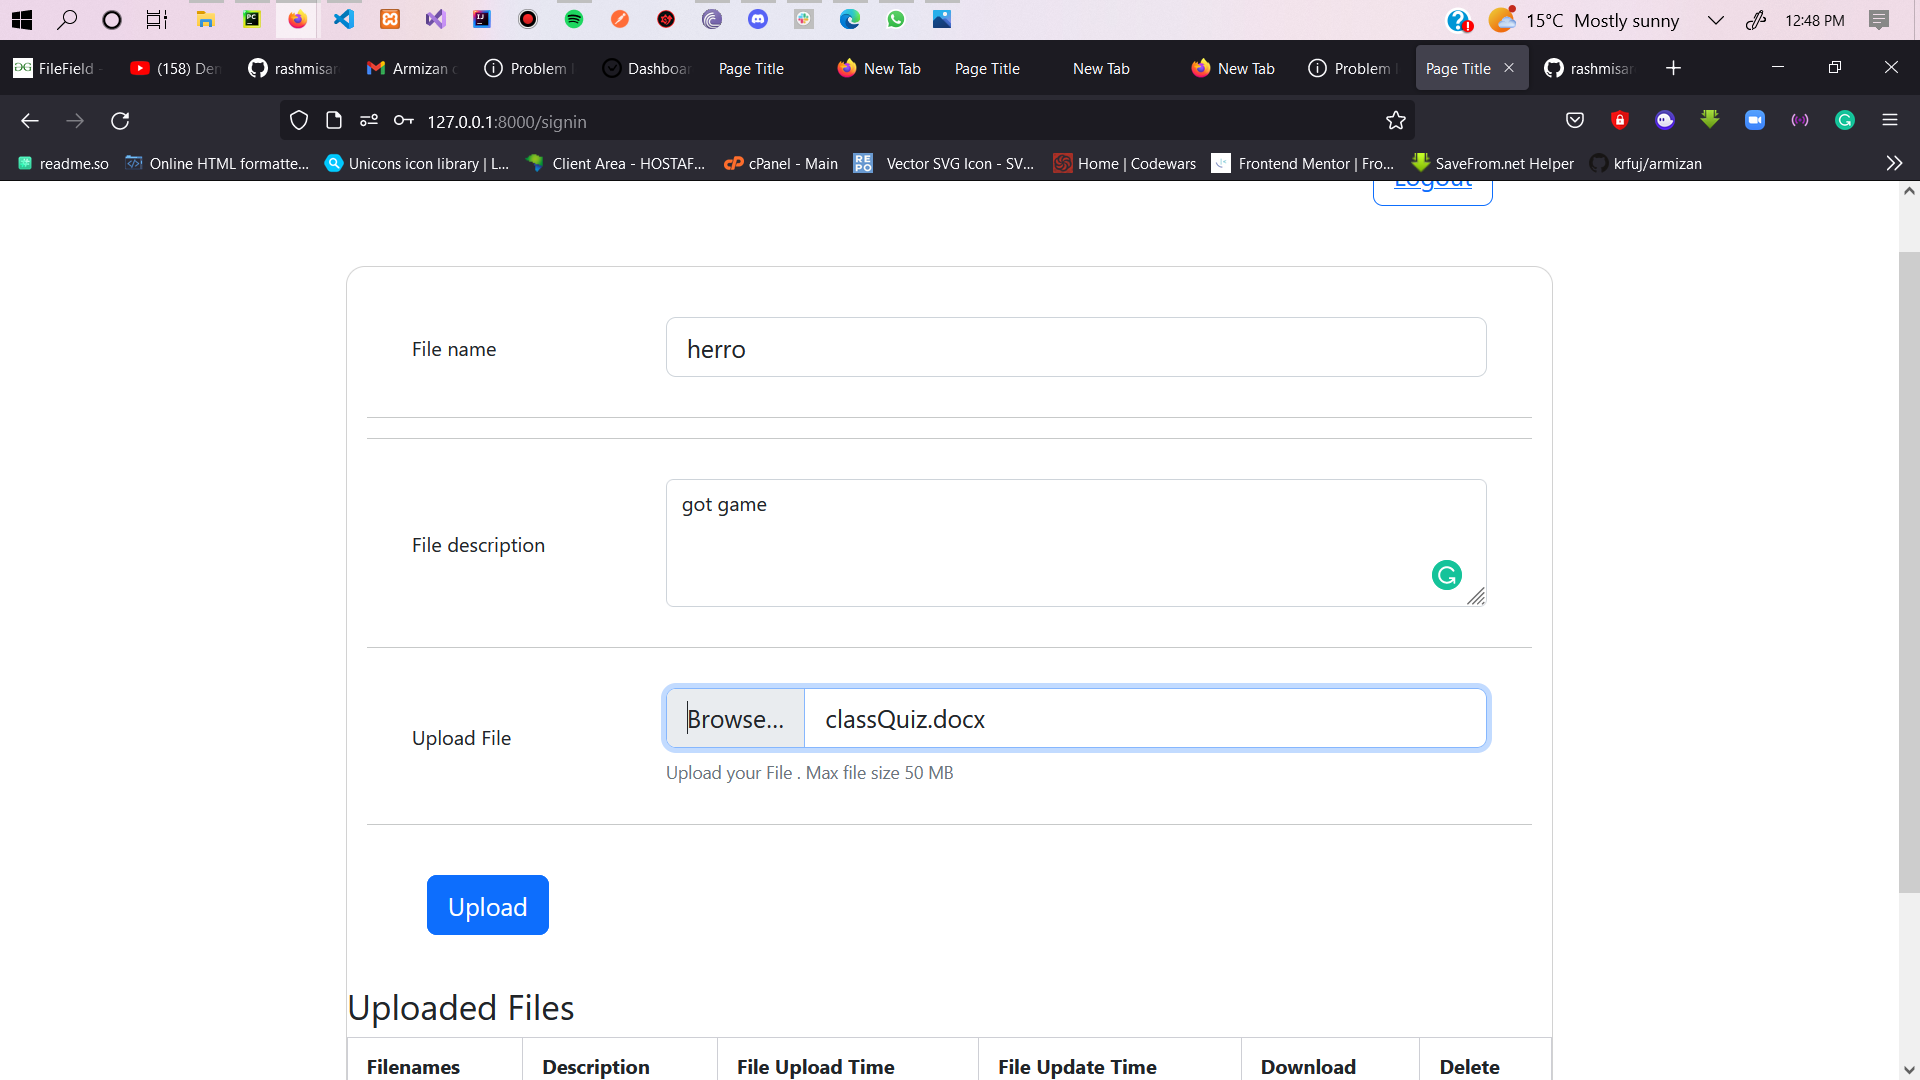 15°C Mostly sunny 12:48 PM
FileField (158) Den rashmisar Armizan Problem Dashboar Page Title New Tab Page Title New Tab New Tab Problem Page Title rashmisar
127.0.0.1:8000/signin
readme.so Online HTML formatte... Unicons icon library | L... Client Area - HOSTAF... cPanel - Main Vector SVG Icon - SV... Home | Codewars Frontend Mentor | Fro... SaveFrom.net Helper krfuj/armizan
Logout
File name herro
got game
File description
Browse... classQuiz.docx
Upload File
Upload your File . Max file size 50 MB
Upload
Uploaded Files
Filenames Description File Upload Time File Update Time Download Delete